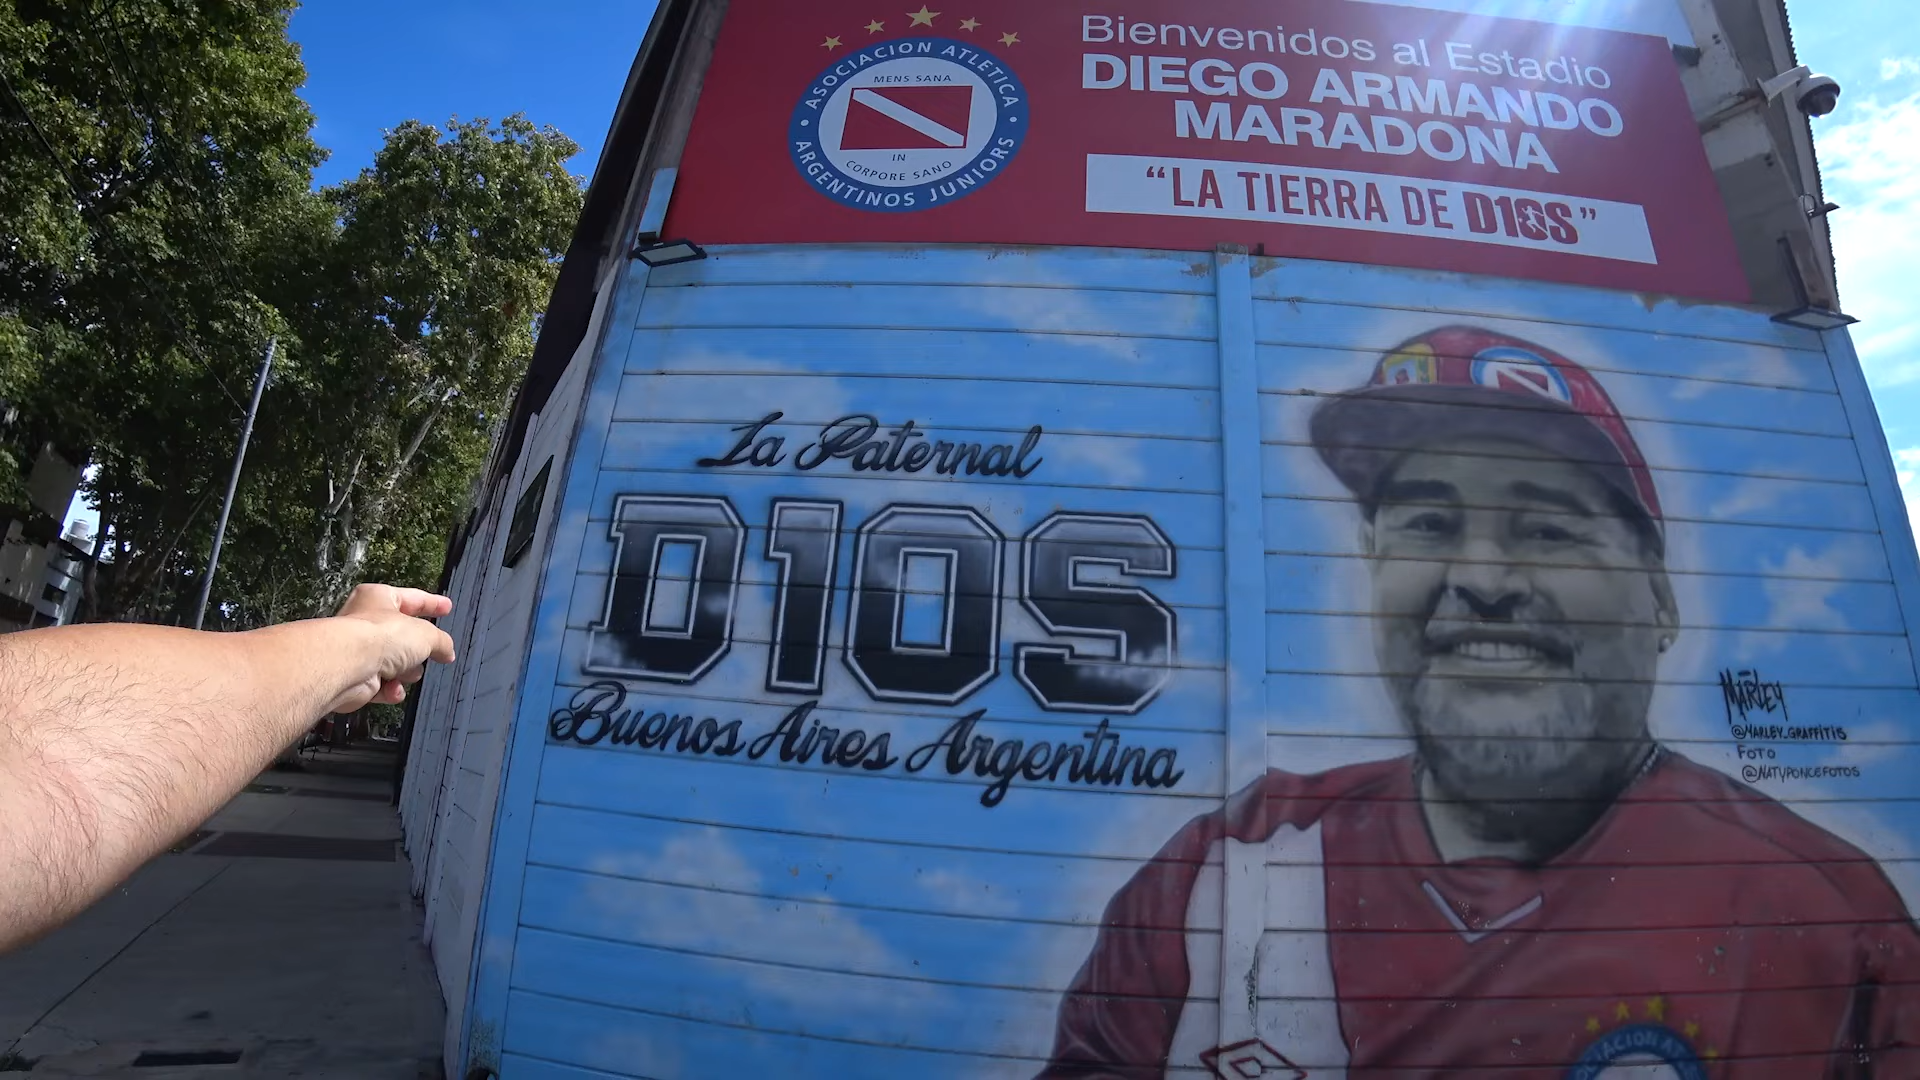 ASOCIACION ATLETICA
MENS SANA
IN
CORPORE SANO
ARGENTINOS JUNIORS
Bienvenidos al Estadio
DIEGO ARMANDO
MARADONA
“LA TIERRA DE D10S”
La Paternal
D10S
Buenos Aires Argentina
MARLEY
@MARLEY_GRAFFITIS
FOTO
@NATYPONCEFOTOS